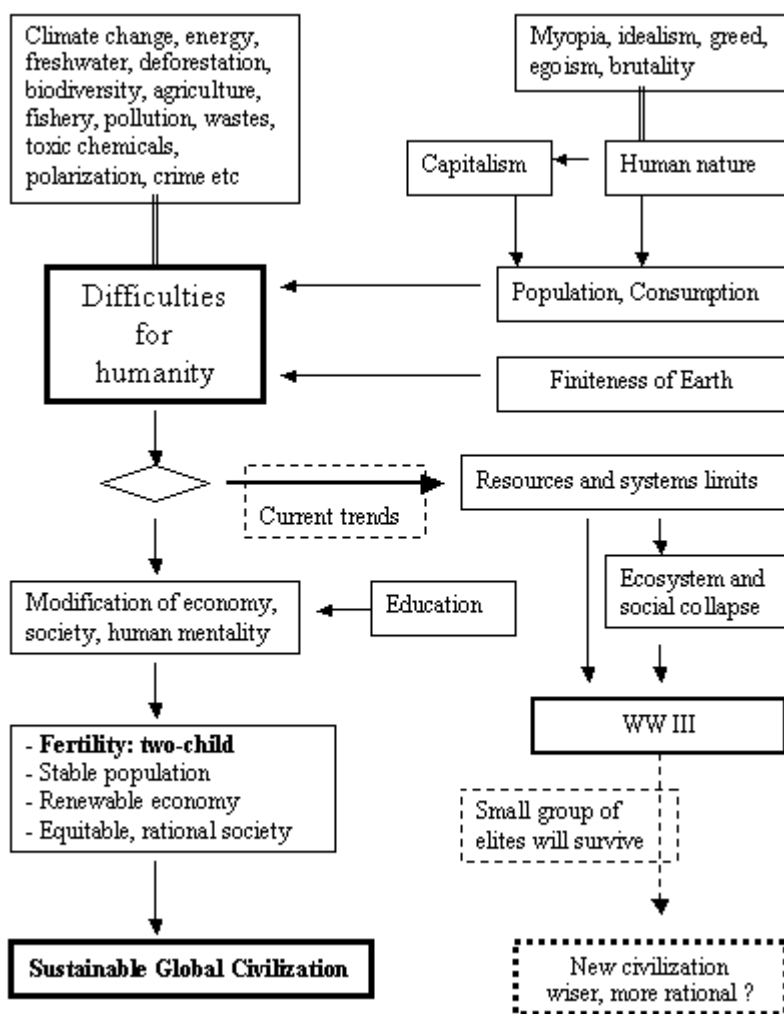 Climate change, energy,
freshwater, deforestation,
biodiversity, agriculture,
fishery, pollution, wastes,
toxic chemicals,
polarization, crime etc
Myopia, idealism, greed,
egoism, brutality
Capitalism
Human nature
Difficulties
for
humanity
Population, Consumption
Finiteness of Earth
Current trends
Resources and systems limits
Modification of economy,
society, human mentality
Education
Ecosystem and
social collapse
- Fertility: two-child
- Stable population
- Renewable economy
- Equitable, rational society
WW III
Small group of
elites will survive
Sustainable Global Civilization
New civilization
wiser, more rational ?